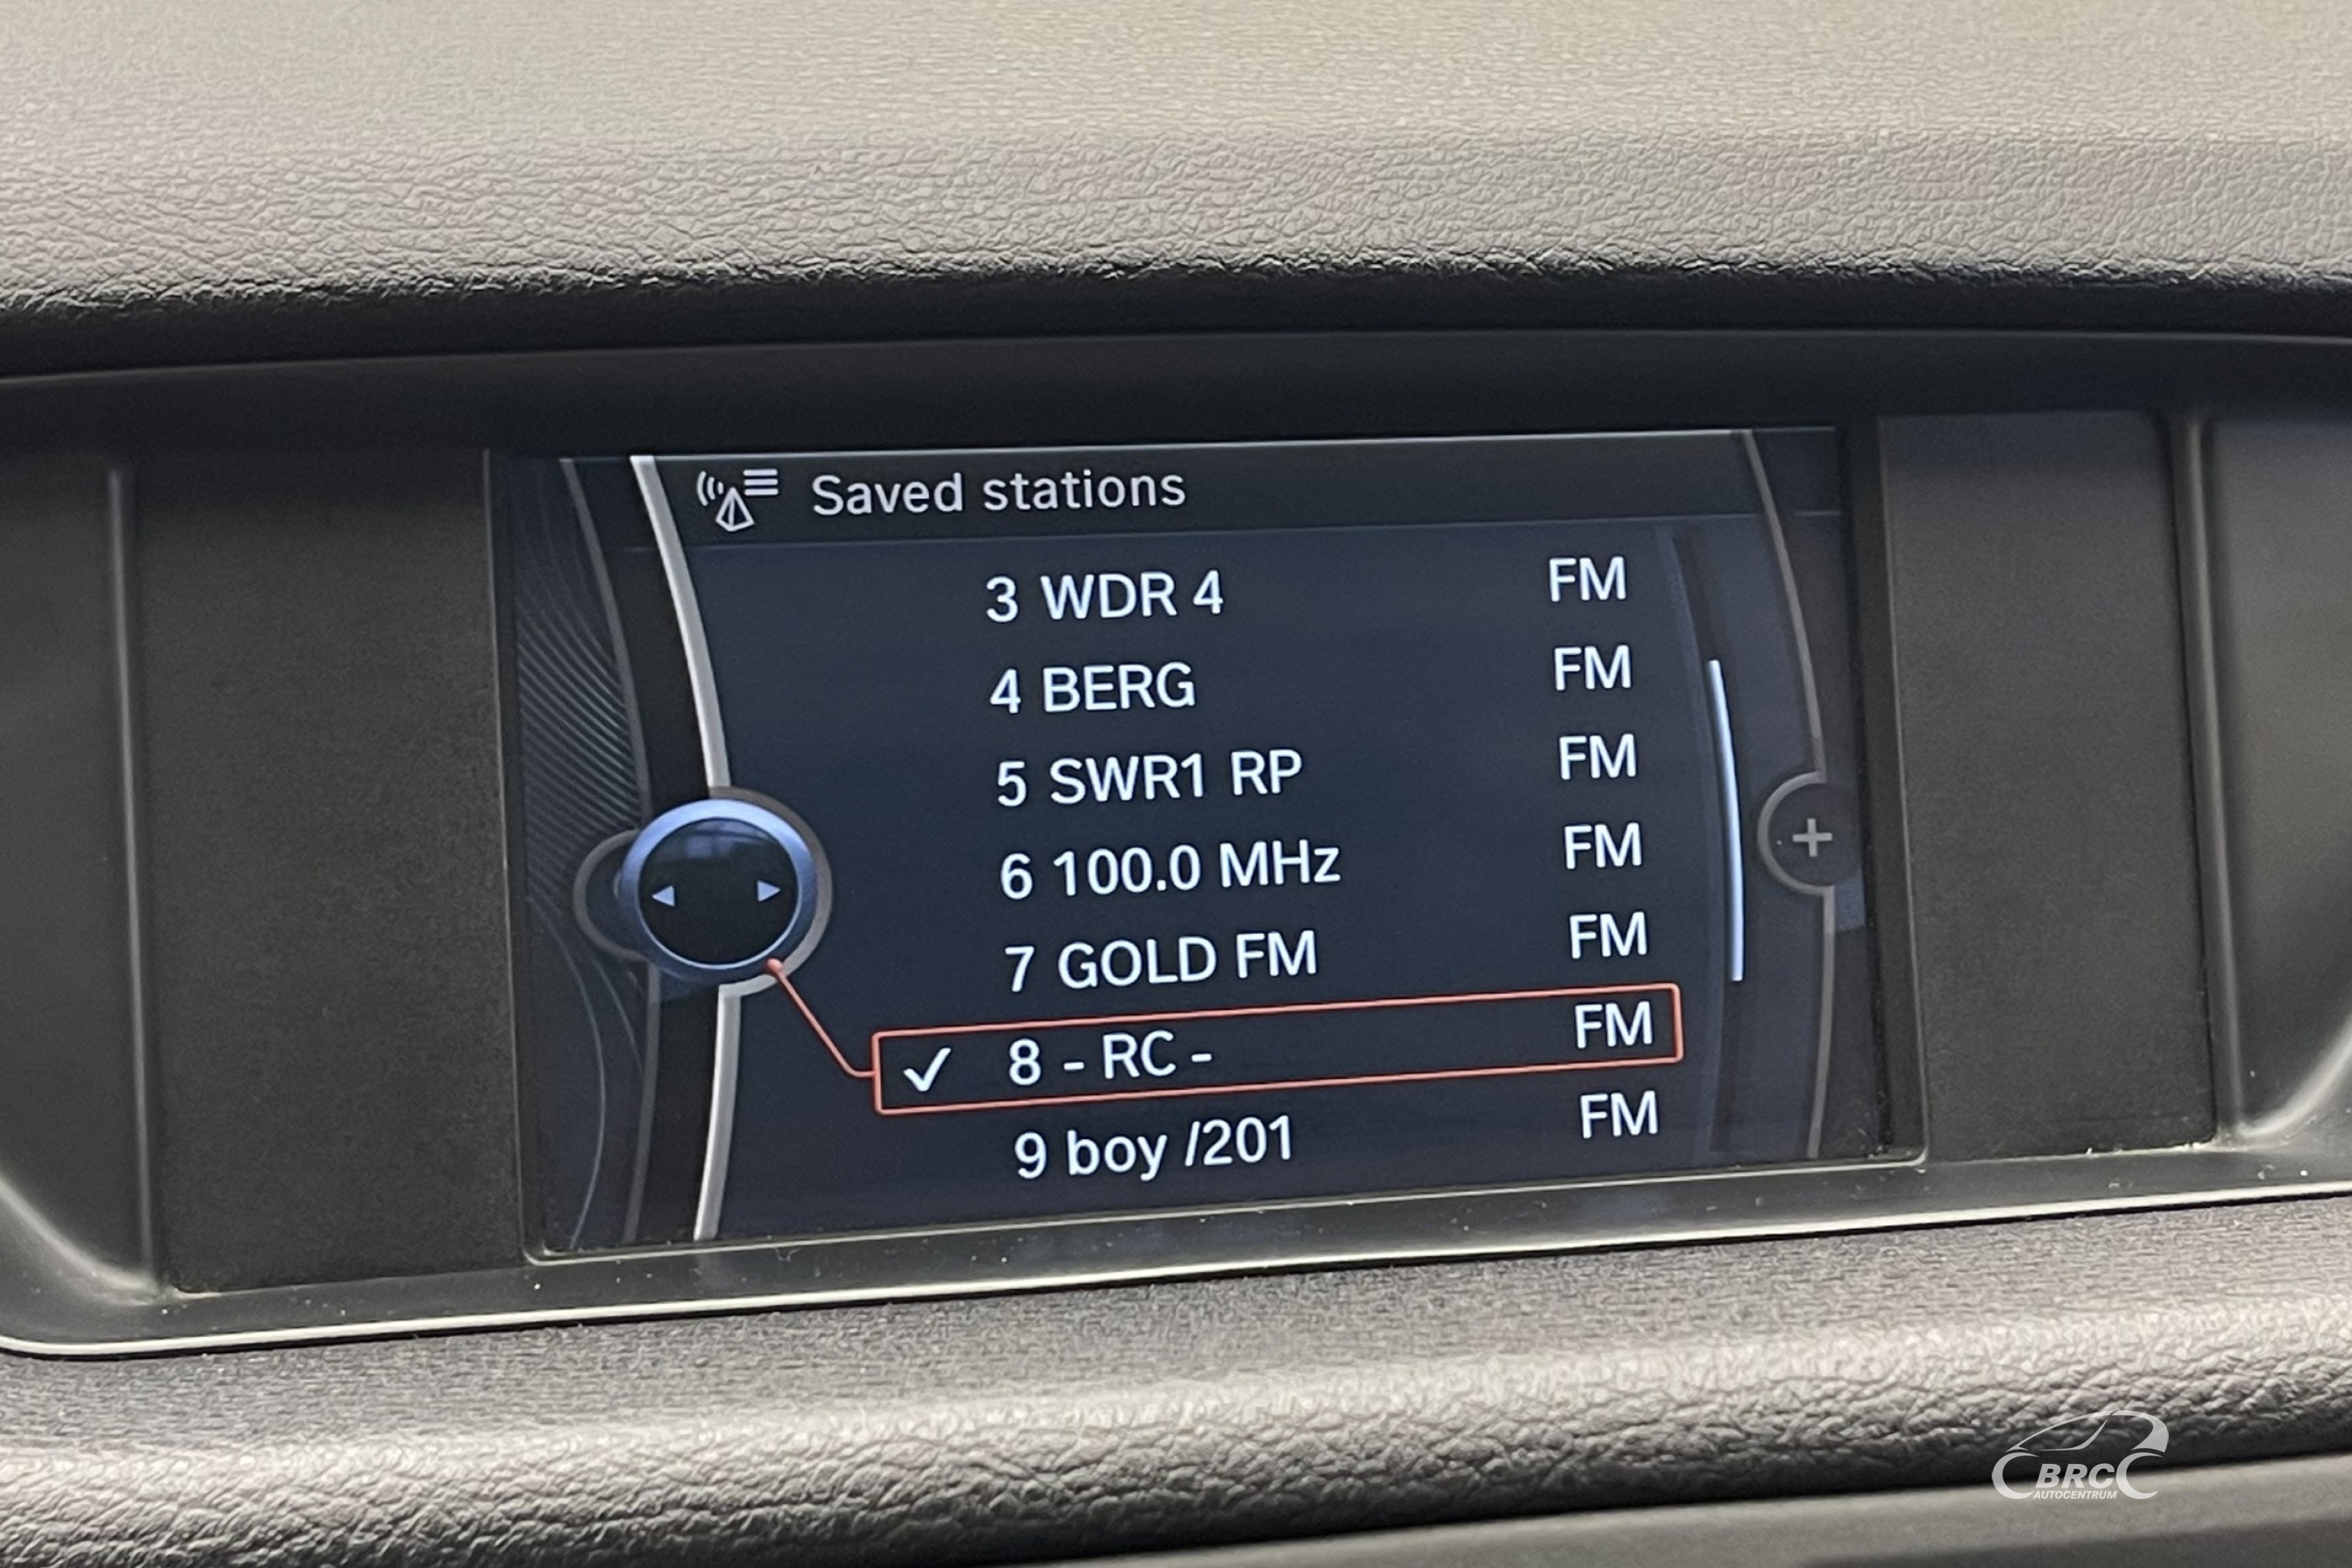 Saved stations
3 WDR 4 FM
4 BERG FM
5 SWR1 RP FM
6 100.0 MHz FM
7 GOLD FM FM
✓ 8 - RC - FM
9 boy /201 FM
+
BRC
AUTOCENTRUM